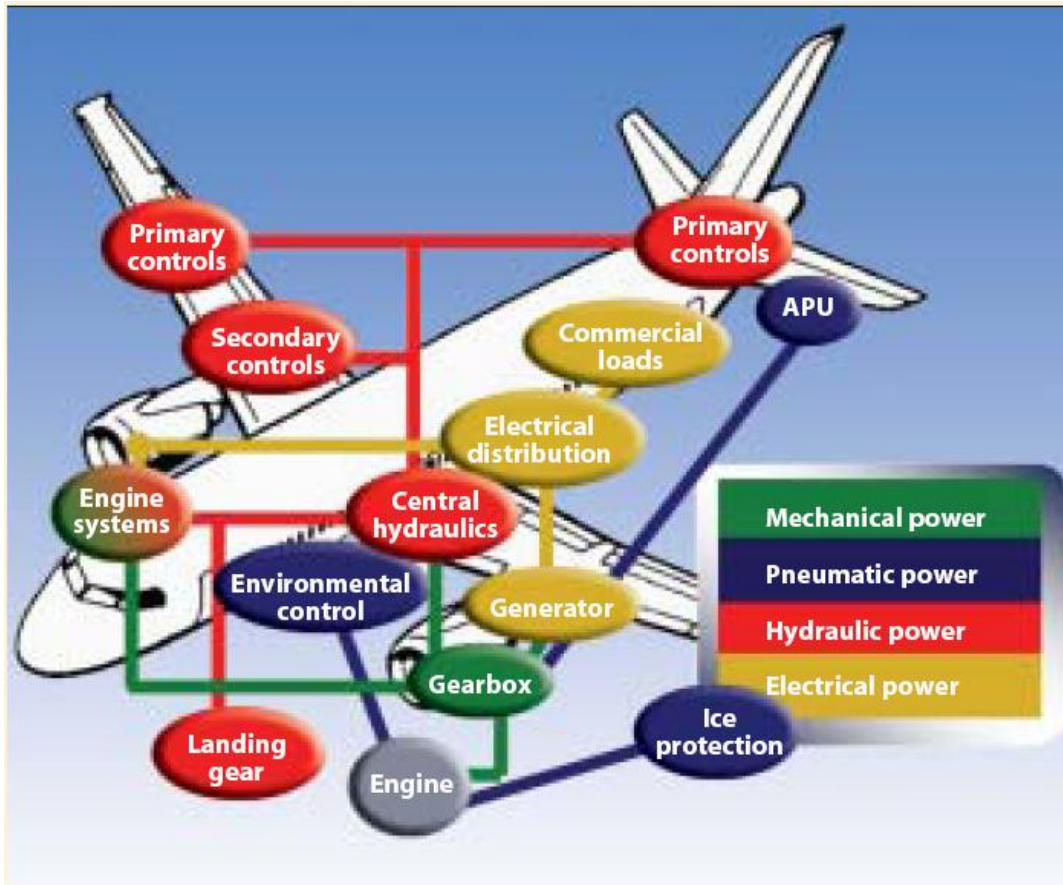 Primary
controls
Primary
controls
APU
Secondary
controls
Commercial
loads
Electrical
distribution
Engine
systems
Central
hydraulics
Mechanical power
Pneumatic power
Hydraulic power
Electrical power
Environmental
control
Generator
Gearbox
Landing
gear
Engine
Ice
protection